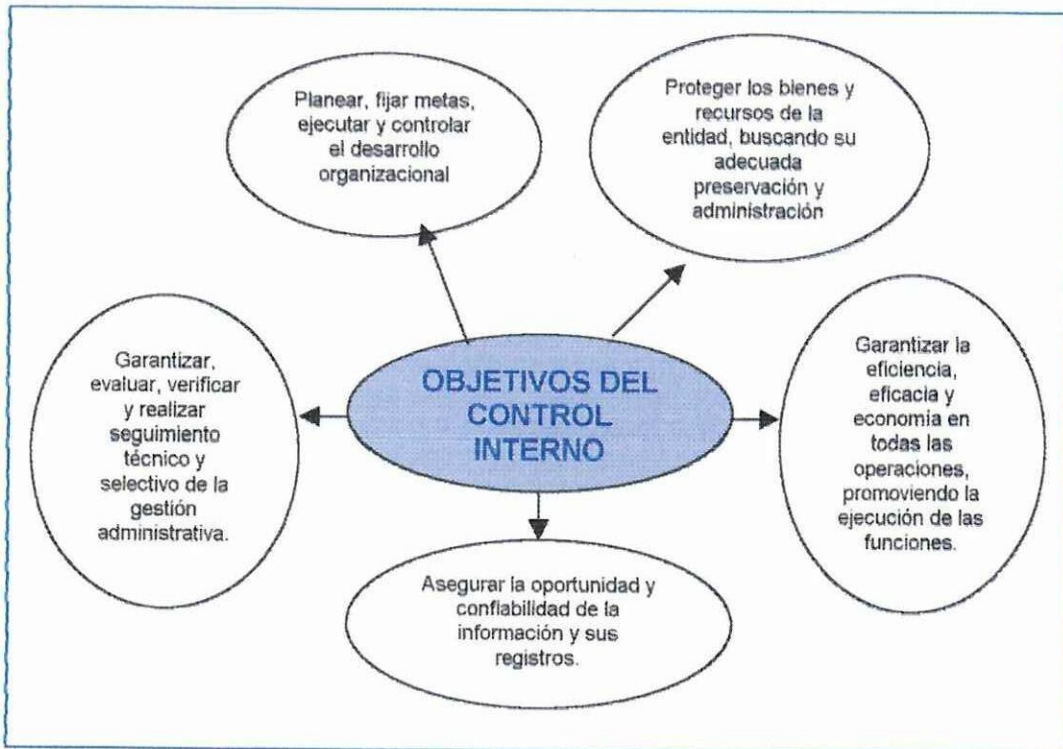 Planear, fijar metas,
ejecutar y controlar
el desarrollo
organizacional
Proteger los bienes y
recursos de la
entidad, buscando su
adecuada
preservación y
administración
Garantizar,
evaluar, verificar
y realizar
seguimiento
técnico y
selectivo de la
gestión
administrativa.
OBJETIVOS DEL
CONTROL
INTERNO
Garantizar la
eficiencia,
eficacia y
economía en
todas las
operaciones,
promoviendo la
ejecución de las
funciones.
Asegurar la oportunidad y
confiabilidad de la
información y sus
registros.